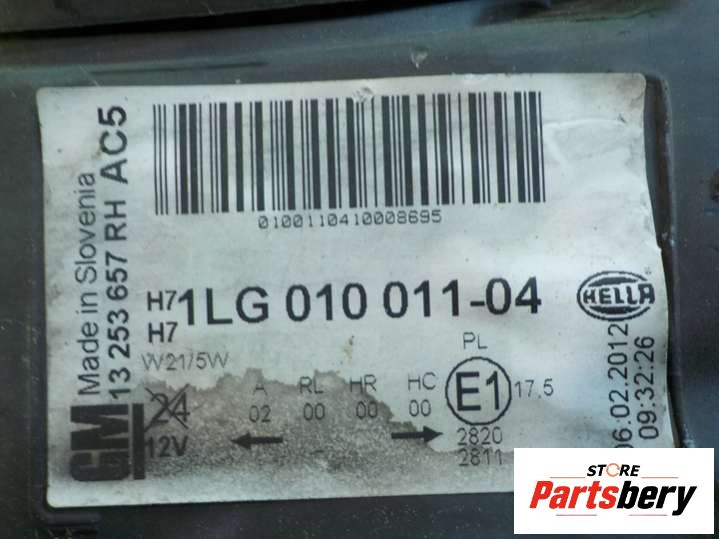 Made in Slovenia
13 253 657 RH AC5
GM
0100110410008695
H7
H7
1LG 010 011-04
W21/5W
24
12V
A RL HR HC
02 00 00 00
PL
E1
17.5
2820
2811
HELLA
06.02.2012
09:32:26
STORE
Partsbery